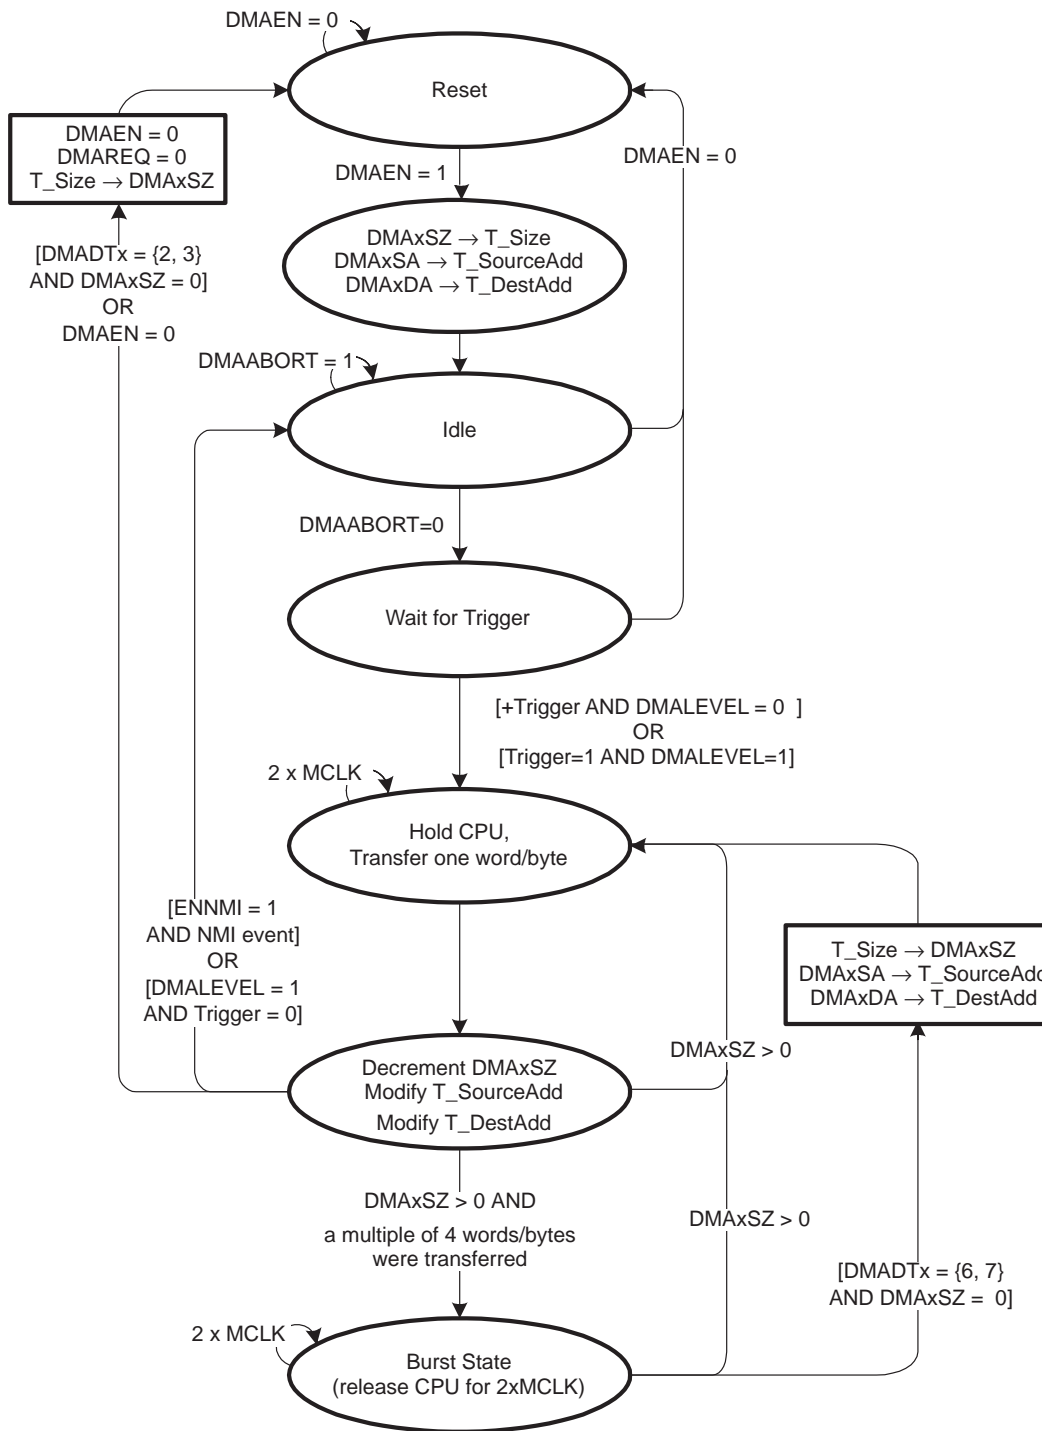 DMAEN = 0
Reset
DMAEN = 0
DMAREQ = 0
T_Size → DMAxSZ
DMAEN = 0
DMAEN = 1
DMAxSZ → T_Size
DMAxSA → T_SourceAdd
DMAxDA → T_DestAdd
[DMADTx = {2, 3}
AND DMAxSZ = 0]
OR
DMAEN = 0
DMAABORT = 1
Idle
DMAABORT=0
Wait for Trigger
[+Trigger AND DMALEVEL = 0 ]
OR
[Trigger=1 AND DMALEVEL=1]
2 x MCLK
Hold CPU,
Transfer one word/byte
[ENNMI = 1
AND NMI event]
OR
[DMALEVEL = 1
AND Trigger = 0]
T_Size → DMAxSZ
DMAxSA → T_SourceAdd
DMAxDA → T_DestAdd
DMAxSZ > 0
Decrement DMAxSZ
Modify T_SourceAdd
Modify T_DestAdd
DMAxSZ > 0 AND
a multiple of 4 words/bytes
were transferred
DMAxSZ > 0
[DMADTx = {6, 7}
AND DMAxSZ = 0]
2 x MCLK
Burst State
(release CPU for 2xMCLK)